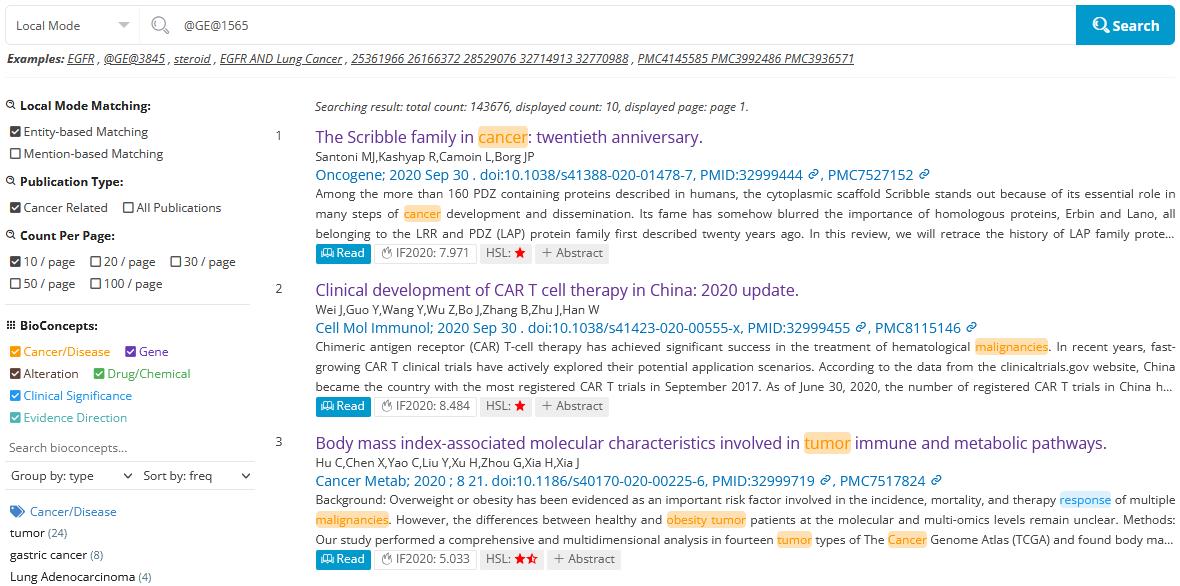 Local Mode
@GE@1565
Search
Examples: EGFR , @GE@3845 , steroid , EGFR AND Lung Cancer , 25361966 26166372 28529076 32714913 32770988 , PMC4145585 PMC3992486 PMC3936571
Local Mode Matching:
Entity-based Matching
Mention-based Matching
Publication Type:
Cancer Related All Publications
Count Per Page:
10 / page 20 / page 30 / page
50 / page 100 / page
BioConcepts:
Cancer/Disease Gene
Alteration Drug/Chemical
Clinical Significance
Evidence Direction
Search bioconcepts...
Group by: type Sort by: freq
Cancer/Disease
tumor (24)
gastric cancer (8)
Lung Adenocarcinoma (4)
Searching result: total count: 143676, displayed count: 10, displayed page: page 1.
1 The Scribble family in cancer: twentieth anniversary.
Santoni MJ,Kashyap R,Camoin L,Borg JP
Oncogene; 2020 Sep 30 . doi:10.1038/s41388-020-01478-7, PMID:32999444 , PMC7527152
Among the more than 160 PDZ containing proteins described in humans, the cytoplasmic scaffold Scribble stands out because of its essential role in
many steps of cancer development and dissemination. Its fame has somehow blurred the importance of homologous proteins, Erbin and Lano, all
belonging to the LRR and PDZ (LAP) protein family first described twenty years ago. In this review, we will retrace the history of LAP family prote...
Read IF2020: 7.971 HSL: + Abstract
2 Clinical development of CAR T cell therapy in China: 2020 update.
Wei J,Guo Y,Wang Y,Wu Z,Bo J,Zhang B,Zhu J,Han W
Cell Mol Immunol; 2020 Sep 30 . doi:10.1038/s41423-020-00555-x, PMID:32999455 , PMC8115146
Chimeric antigen receptor (CAR) T-cell therapy has achieved significant success in the treatment of hematological malignancies. In recent years, fast-
growing CAR T clinical trials have actively explored their potential application scenarios. According to the data from the clinicaltrials.gov website, China
became the country with the most registered CAR T trials in September 2017. As of June 30, 2020, the number of registered CAR T trials in China h...
Read IF2020: 8.484 HSL: + Abstract
3 Body mass index-associated molecular characteristics involved in tumor immune and metabolic pathways.
Hu C,Chen X,Yao C,Liu Y,Xu H,Zhou G,Xia H,Xia J
Cancer Metab; 2020 ; 8 21. doi:10.1186/s40170-020-00225-6, PMID:32999719 , PMC7517824
Background: Overweight or obesity has been evidenced as an important risk factor involved in the incidence, mortality, and therapy response of multiple
malignancies. However, the differences between healthy and obesity tumor patients at the molecular and multi-omics levels remain unclear. Methods:
Our study performed a comprehensive and multidimensional analysis in fourteen tumor types of The Cancer Genome Atlas (TCGA) and found body ma...
Read IF2020: 5.033 HSL: + Abstract